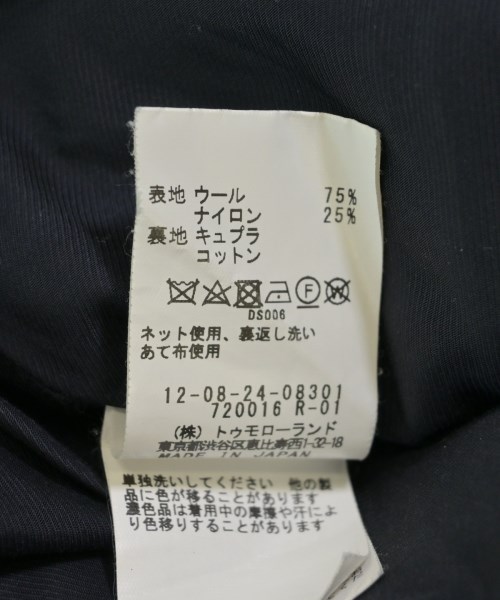 表地 ウール 75%
ナイロン 25%
裏地 キュプラ
コットン
F W
DS006
ネット使用、裏返し洗い
あて布使用
12-08-24-08301
720016 R-01
(株) トゥモローランド
東京都渋谷区恵比寿西1-32-18
MADE IN JAPAN
単独洗いしてください 他の製
品に色が移ることがあります
濃色品は着用中の摩擦や汗によ
り色移りすることがあります